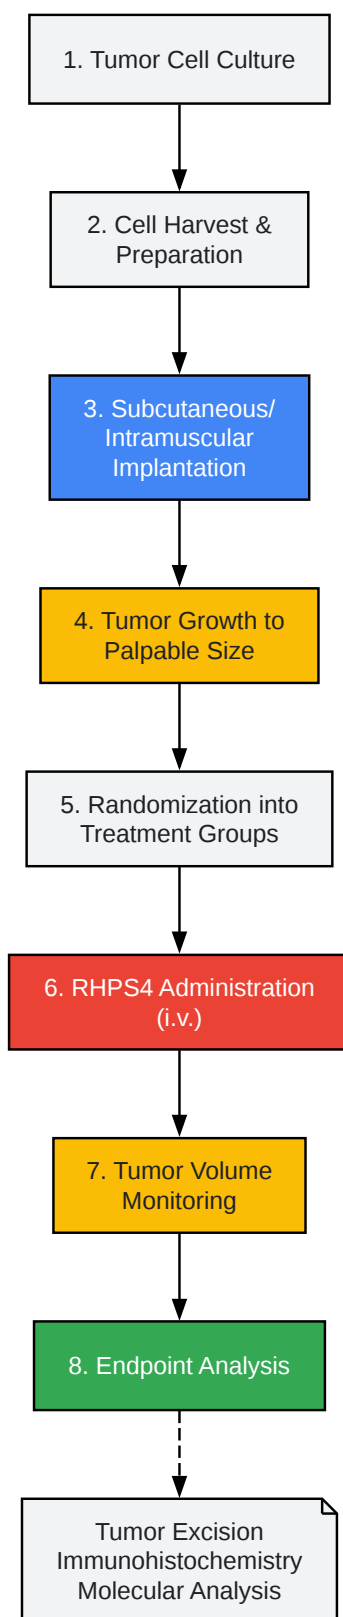 1. Tumor Cell Culture
2. Cell Harvest &
Preparation
3. Subcutaneous/
Intramuscular
Implantation
4. Tumor Growth to
Palpable Size
5. Randomization into
Treatment Groups
6. RHPS4 Administration
(i.v.)
7. Tumor Volume
Monitoring
8. Endpoint Analysis
Tumor Excision
Immunohistochemistry
Molecular Analysis